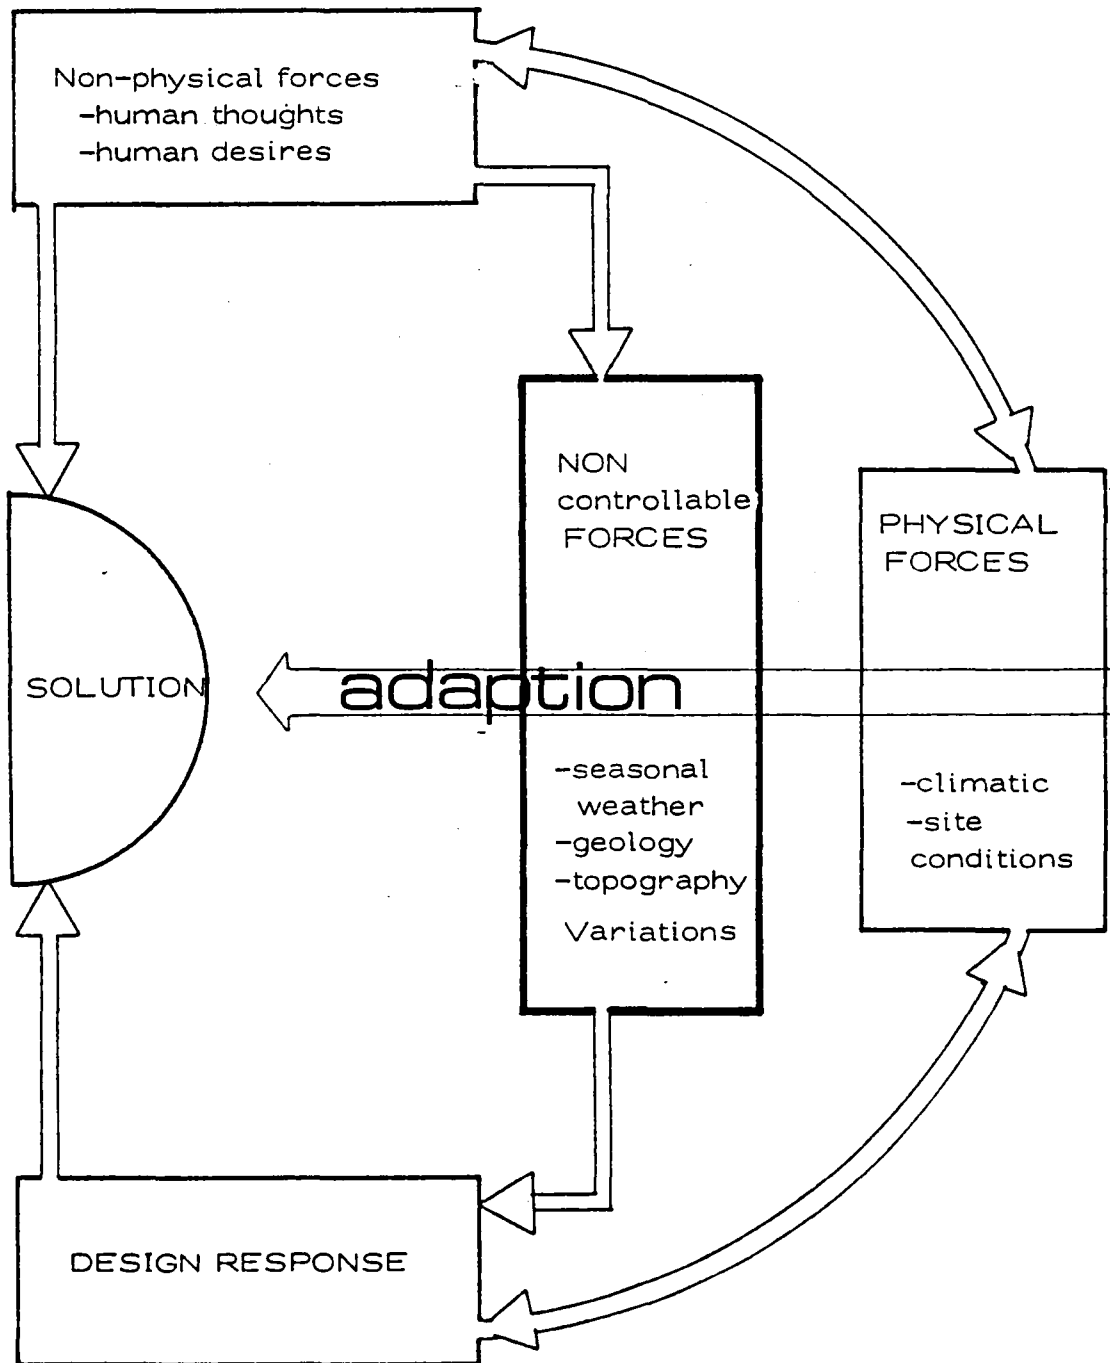 Non-physical forces
-human thoughts
-human desires
NON
controllable
FORCES
PHYSICAL
FORCES
SOLUTION
adaption
-seasonal
weather
-geology
-topography
Variations
-climatic
-site
conditions
DESIGN RESPONSE